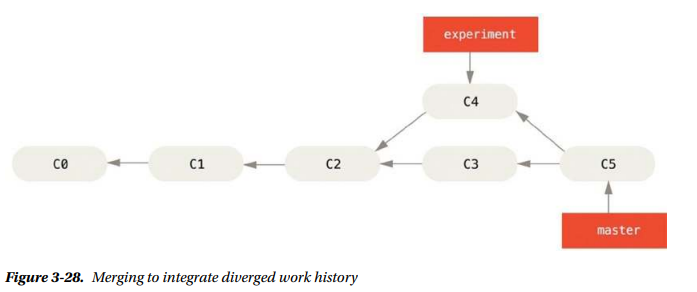 experiment
C4
C0 C1 C2 C3 C5
master
Figure 3-28. Merging to integrate diverged work history